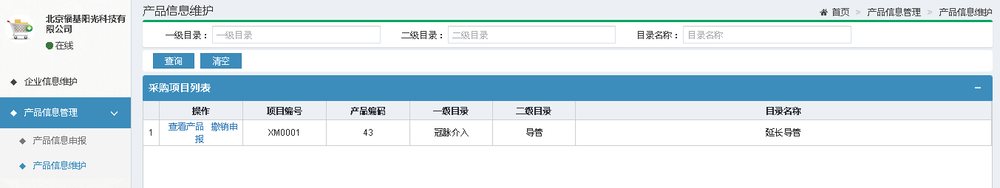 北京福基阳光科技有
限公司
在线
企业信息维护
产品信息管理
产品信息申报
产品信息维护
产品信息维护
首页 > 产品信息管理 > 产品信息维护
一级目录： 一级目录 二级目录： 二级目录 目录名称： 目录名称
查询 清空
采购项目列表
操作 项目编号 产品编码 一级目录 二级目录 目录名称
1 查看产品 撤销申
报 XM0001 43 冠脉介入 导管 延长导管